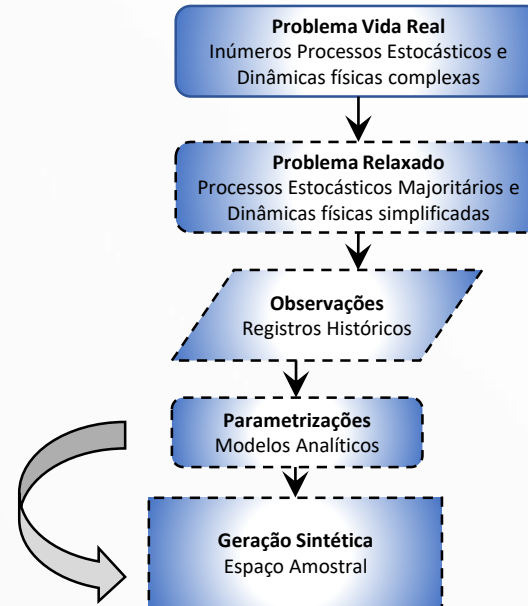 Problema Vida Real
Inúmeros Processos Estocásticos e
Dinâmicas físicas complexas
Problema Relaxado
Processos Estocásticos Majoritários e
Dinâmicas físicas simplificadas
Observações
Registros Históricos
Parametrizações
Modelos Analíticos
Geração Sintética
Espaço Amostral